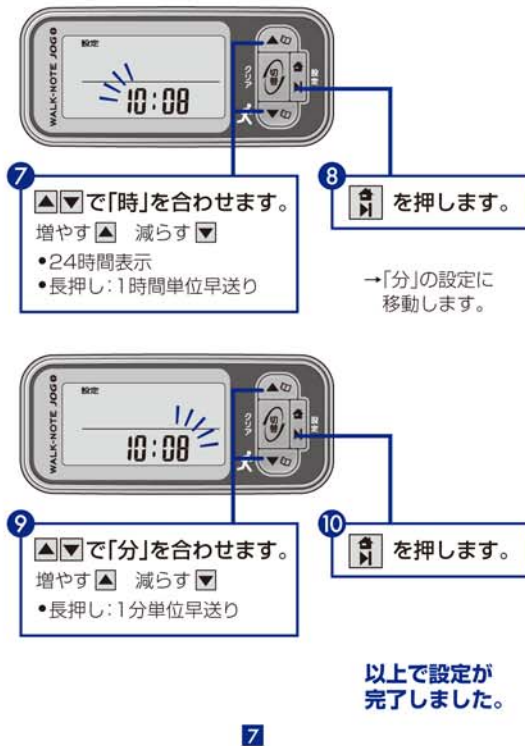 WALK-NOTE JOG
設定
10:08
クリア
切替
設定
7
▲▼で「時」を合わせます。
増やす▲ 減らす▼
•24時間表示
•長押し：1時間単位早送り
8
を押します。
→「分」の設定に
移動します。
WALK-NOTE JOG
設定
10:08
クリア
切替
設定
9
▲▼で「分」を合わせます。
増やす▲ 減らす▼
•長押し：1分単位早送り
10
を押します。
以上で設定が
完了しました。
7